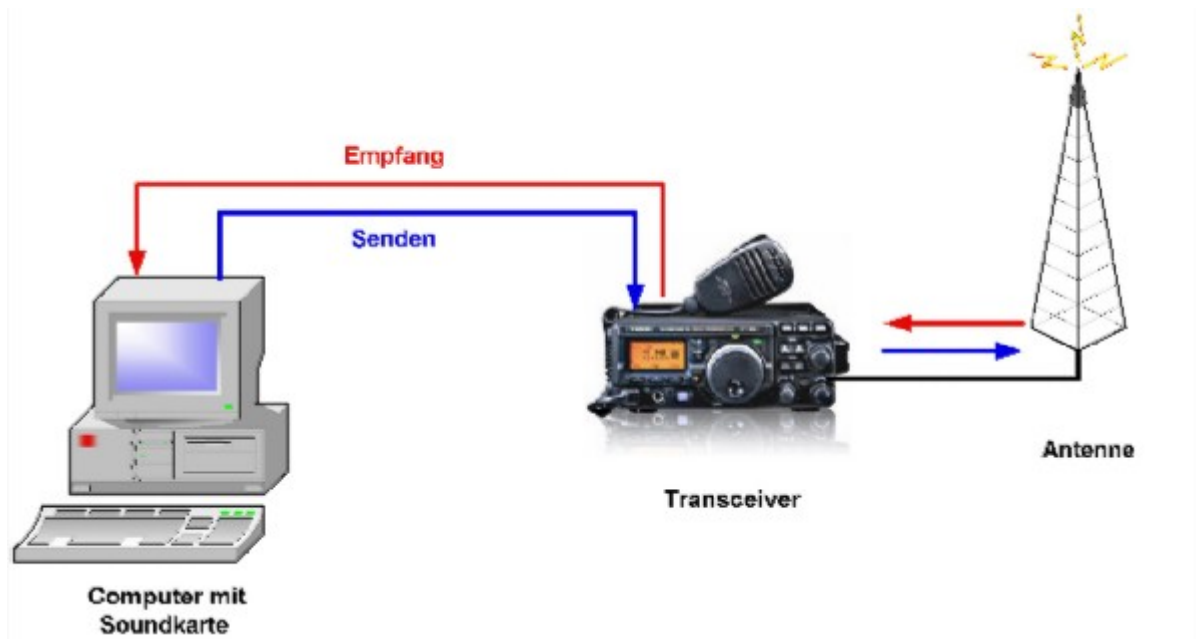 Empfang
Senden
Antenne
Transceiver
Computer mit
Soundkarte